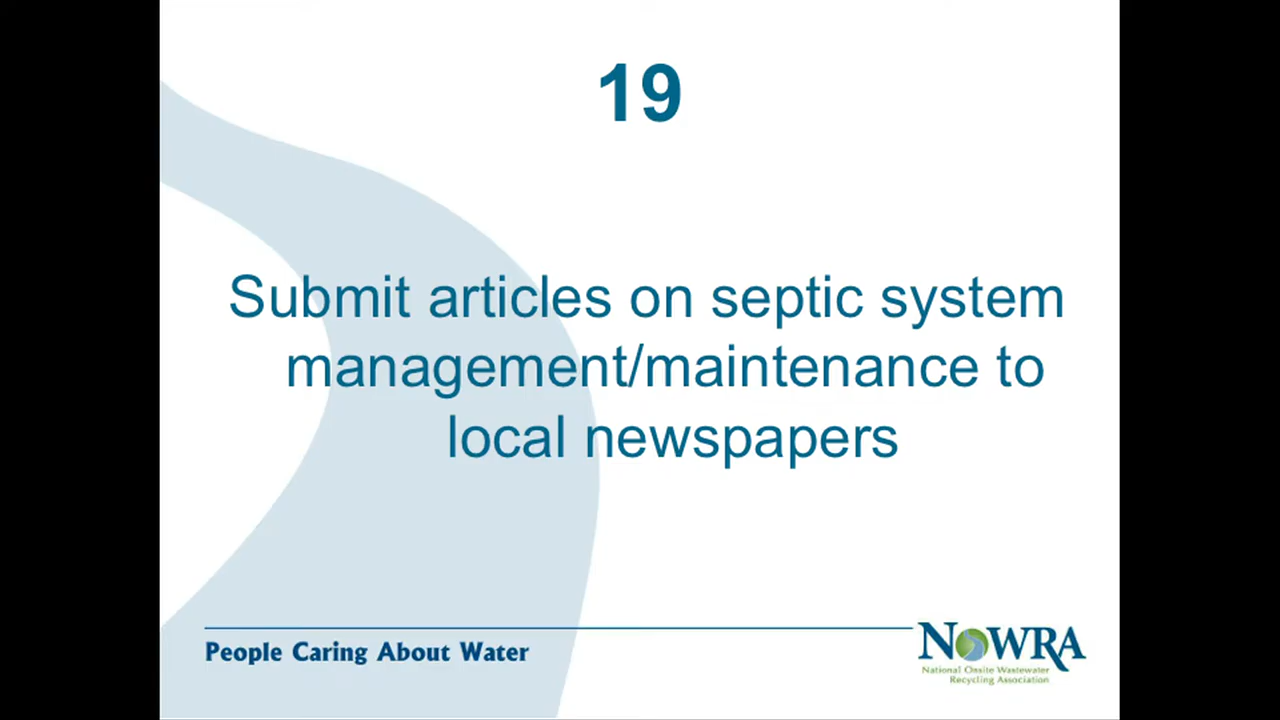 19
Submit articles on septic system
management/maintenance to
local newspapers
People Caring About Water
NOWRA
National Onsite Wastewater
Recycling Association